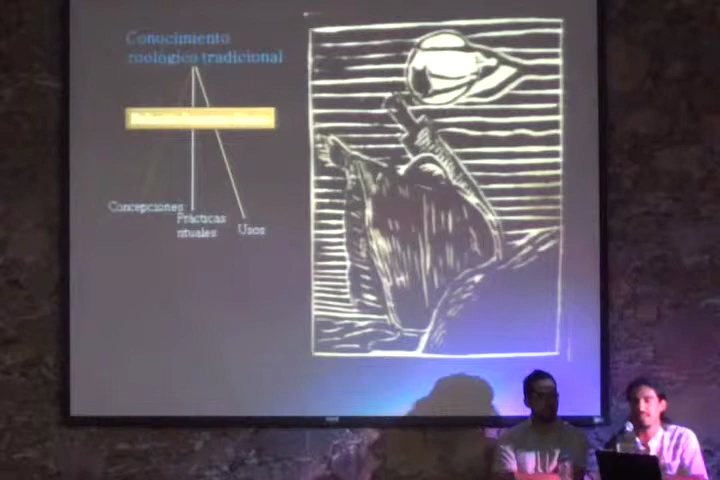 Conocimiento
zoológico tradicional
Concepciones
Prácticas
rituales
Usos